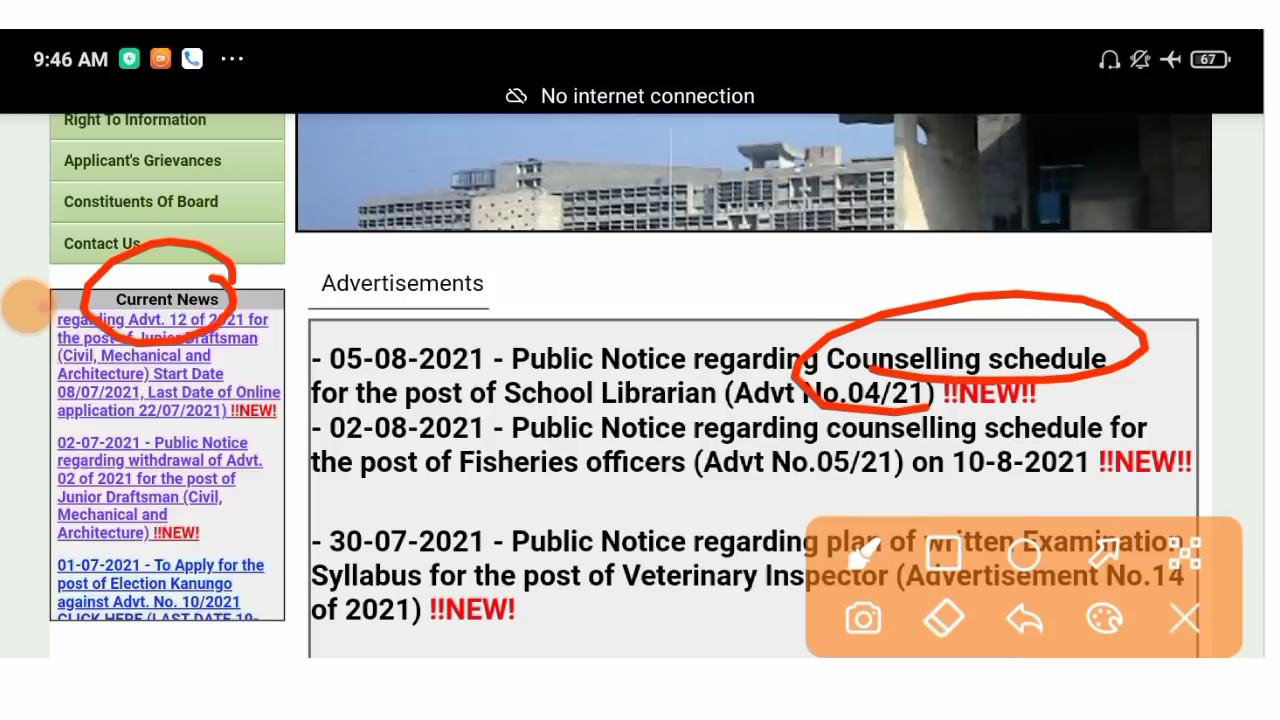 9:46 AM
67
No internet connection
Right To Information
Applicant's Grievances
Constituents Of Board
Contact Us
Current News
regarding Advt. 12 of 2021 for
the post of Junior Draftsman
(Civil, Mechanical and
Architecture) Start Date
08/07/2021, Last Date of Online
application 22/07/2021) !!NEW!
02-07-2021 - Public Notice
regarding withdrawal of Advt.
02 of 2021 for the post of
Junior Draftsman (Civil,
Mechanical and
Architecture) !!NEW!
01-07-2021 - To Apply for the
post of Election Kanungo
against Advt. No. 10/2021
CLICK HERE (LAST DATE 19-
Advertisements
- 05-08-2021 - Public Notice regarding Counselling schedule
for the post of School Librarian (Advt No.04/21) !!NEW!!
- 02-08-2021 - Public Notice regarding counselling schedule for
the post of Fisheries officers (Advt No.05/21) on 10-8-2021 !!NEW!!
- 30-07-2021 - Public Notice regarding plan of written Examination
Syllabus for the post of Veterinary Inspector (Advertisement No.14
of 2021) !!NEW!